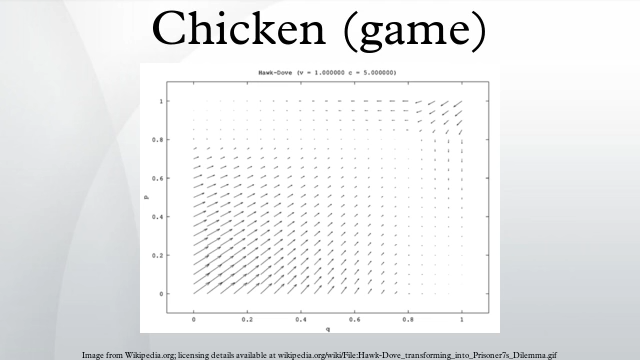 Chicken (game)
Hawk-Dove (v = 1.000000 c = 5.000000)
1
0.8
0.6
p
0.4
0.2
0
0 0.2 0.4 0.6 0.8 1
q
Image from Wikipedia.org; licensing details available at wikipedia.org/wiki/File:Hawk-Dove_transforming_into_Prisoner7s_Dilemma.gif